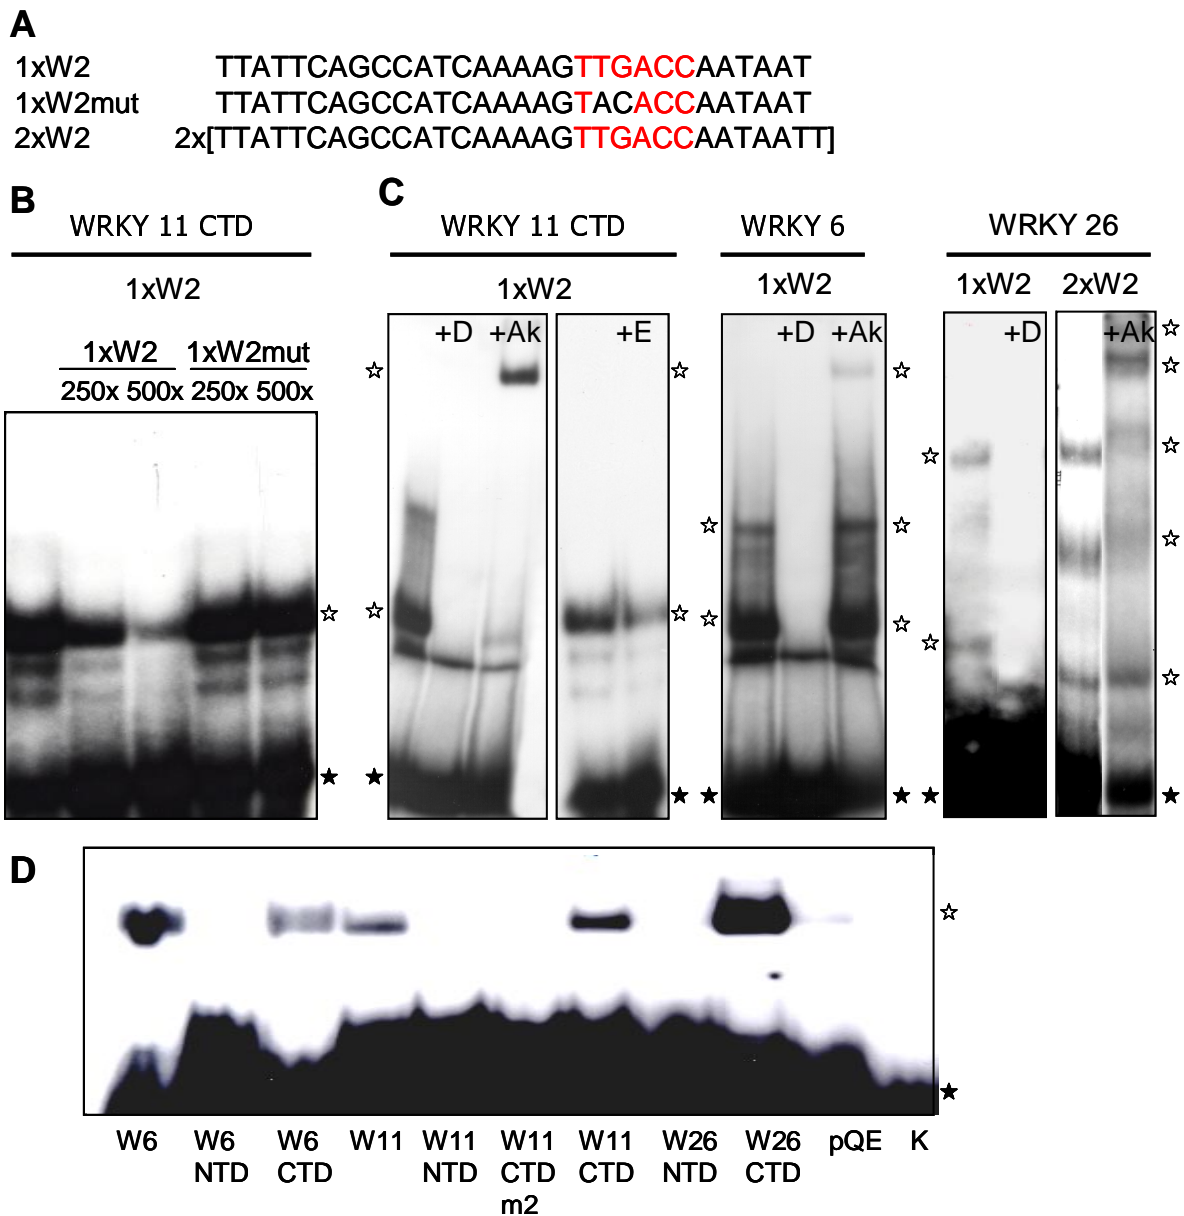 A
1xW2 TTATTCAGCCATCAAAAGTTGACCAATAAT
1xW2mut TTATTCAGCCATCAAAAGTACACCAATAAT
2xW2 2x[TTATTCAGCCATCAAAAGTTGACCAATAATT]
B
WRKY 11 CTD
1xW2
1xW2 1xW2mut
250x 500x 250x 500x
C
WRKY 11 CTD WRKY 6 WRKY 26
1xW2 1xW2 1xW2 2xW2
+D +Ak +E +D +Ak +D +Ak
D
W6 W6 W6 W11 W11 W11 W11 W26 W26 pQE K
NTD CTD NTD CTD CTD NTD CTD
m2